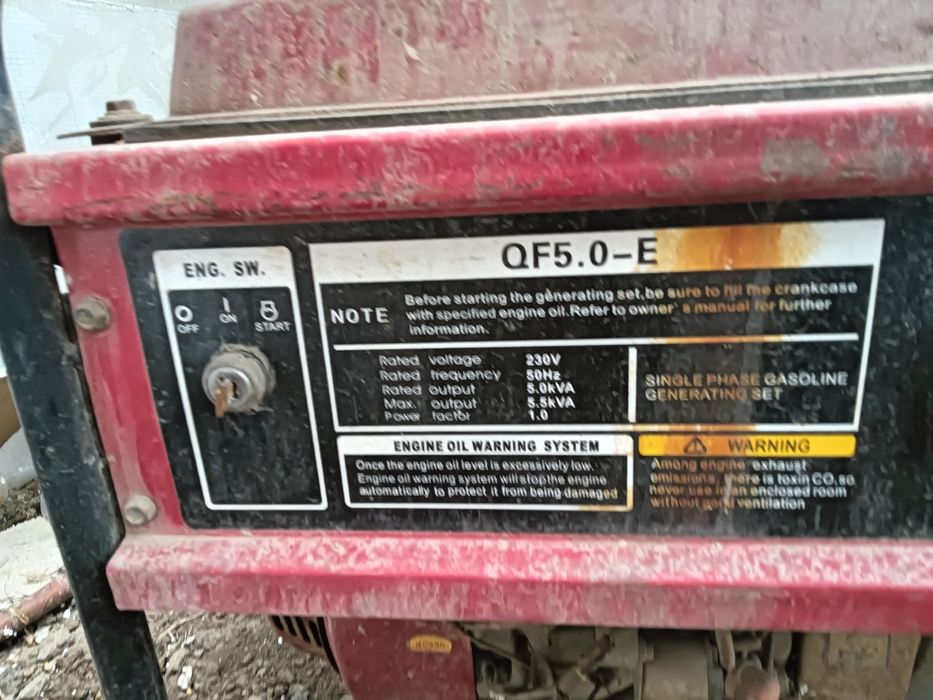 QF5.0-E
ENG. SW.
OFF
ON
START
NOTE
Before starting the generating set,be sure to fill the crankcase
with specified engine oil.Refer to owner's manual for further
information.
Rated voltage 230V
Rated frequency 50Hz
Rated output 5.0kVA
Max. output 5.5kVA
Power factor 1.0
SINGLE PHASE GASOLINE
GENERATING SET
ENGINE OIL WARNING SYSTEM
Once the engine oil level is excessively low.
Engine oil warning system will stop the engine
automatically to protect it from being damaged
WARNING
Among engine exhaust
emissions, there is toxin CO,so
never use in an enclosed room
without good ventilation